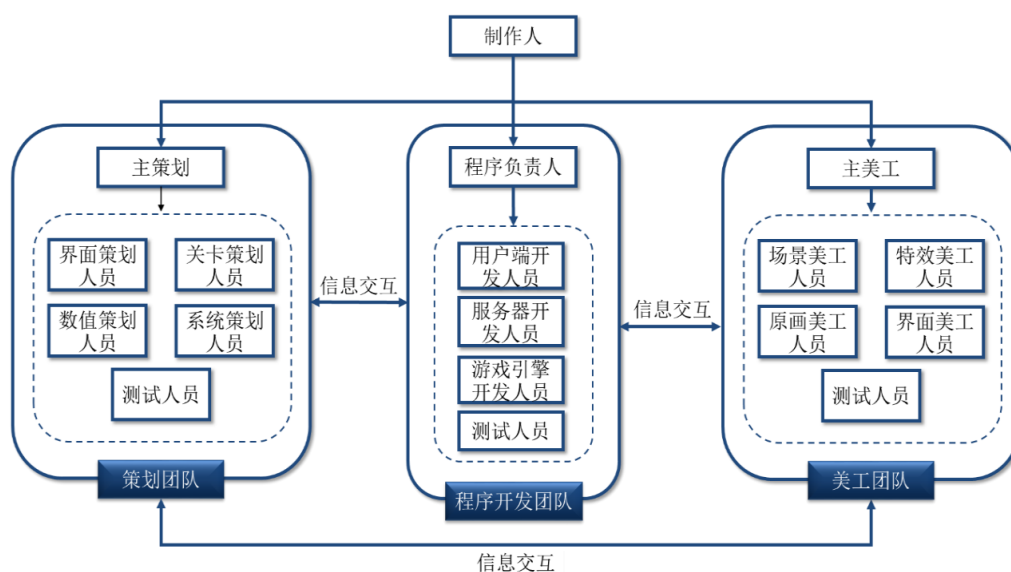 制作人
主策划
界面策划
人员
关卡策划
人员
数值策划
人员
系统策划
人员
测试人员
策划团队
信息交互
程序负责人
用户端开
发人员
服务器开
发人员
游戏引擎
开发人员
测试人员
程序开发团队
信息交互
主美工
场景美工
人员
特效美工
人员
原画美工
人员
界面美工
人员
测试人员
美工团队
信息交互